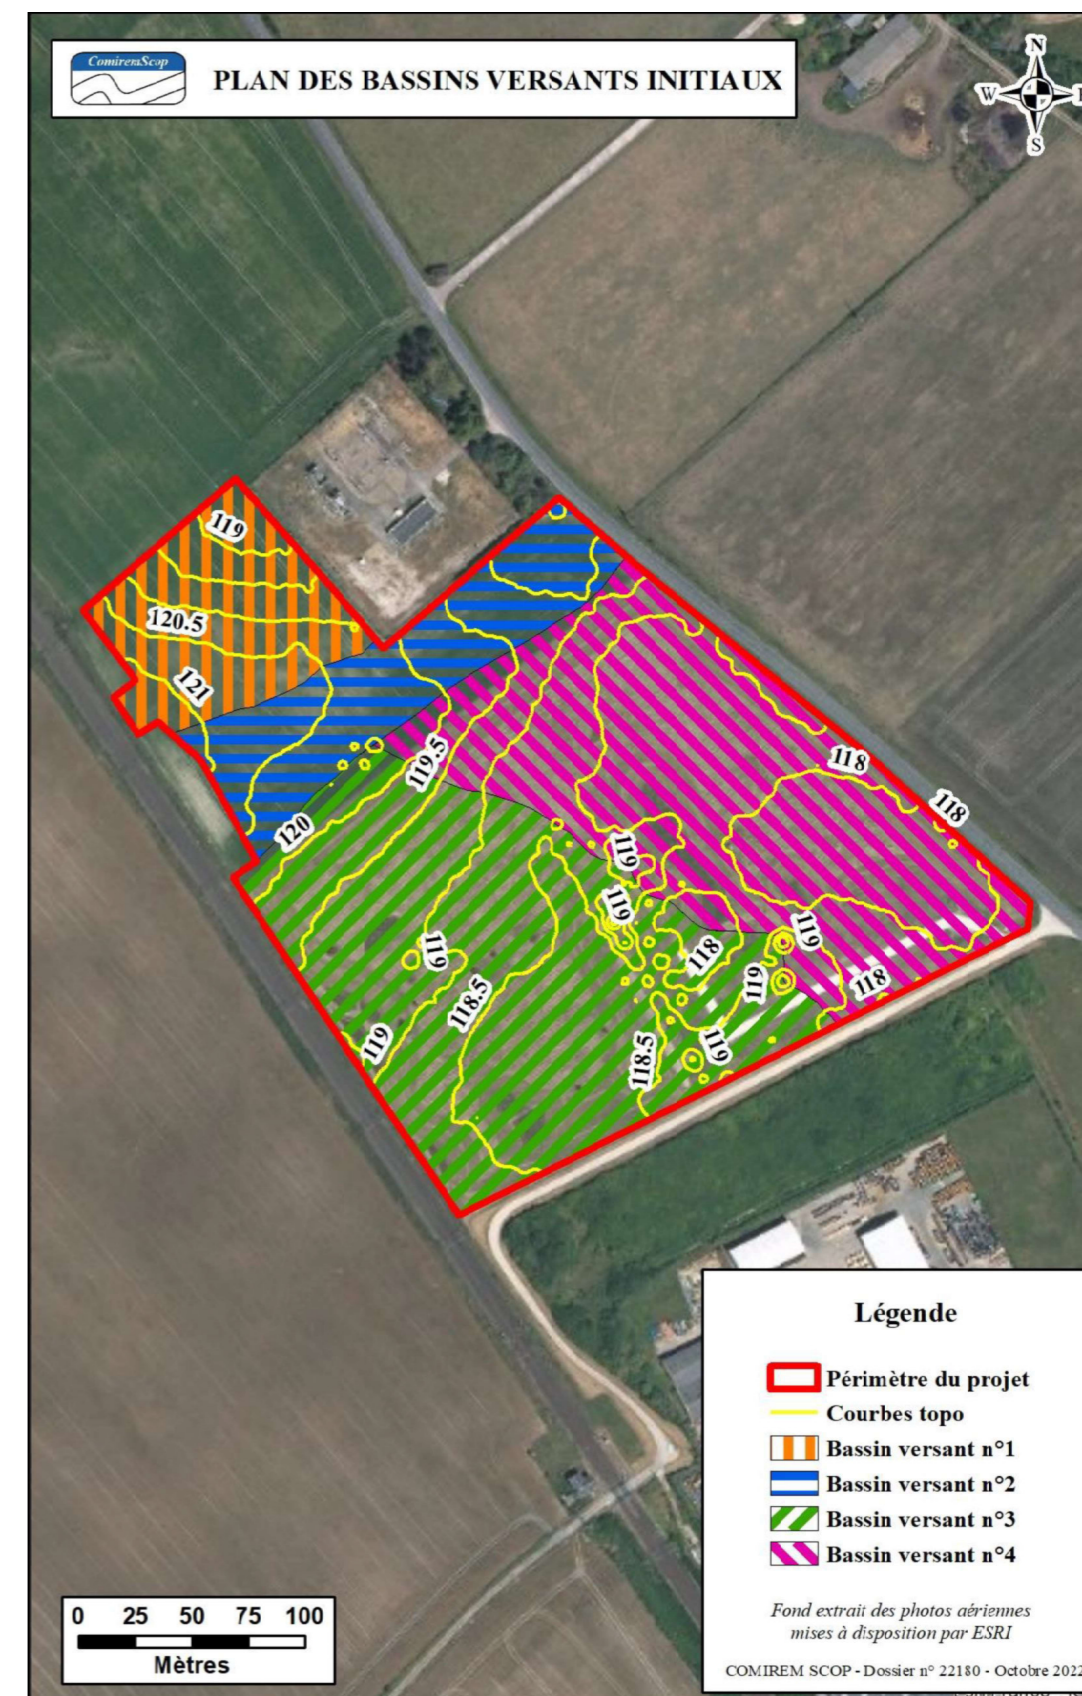 ComiremScop
PLAN DES BASSINS VERSANTS INITIAUX
N
W
S
119
120.5
121
119.5
120
118
118
119
119
119
118
119
119
118
119
118.5
119
118.5
119
Légende
Périmètre du projet
Courbes topo
Bassin versant n°1
Bassin versant n°2
Bassin versant n°3
Bassin versant n°4
Fond extrait des photos aériennes
mises à disposition par ESRI
COMIREM SCOP - Dossier n° 22180 - Octobre 2022
0 25 50 75 100
Mètres